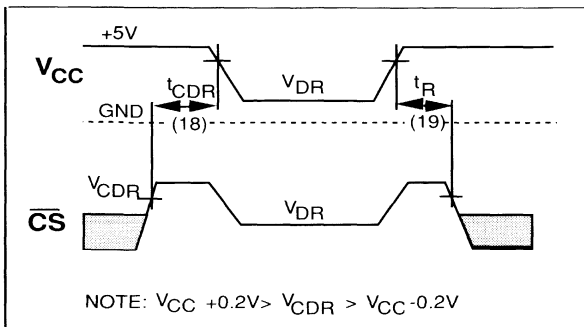 +5V
VCC
tCDR
VDR
tR
GND
(18)
(19)
VCDR
VDR
CS
NOTE: VCC +0.2V> VCDR > VCC-0.2V